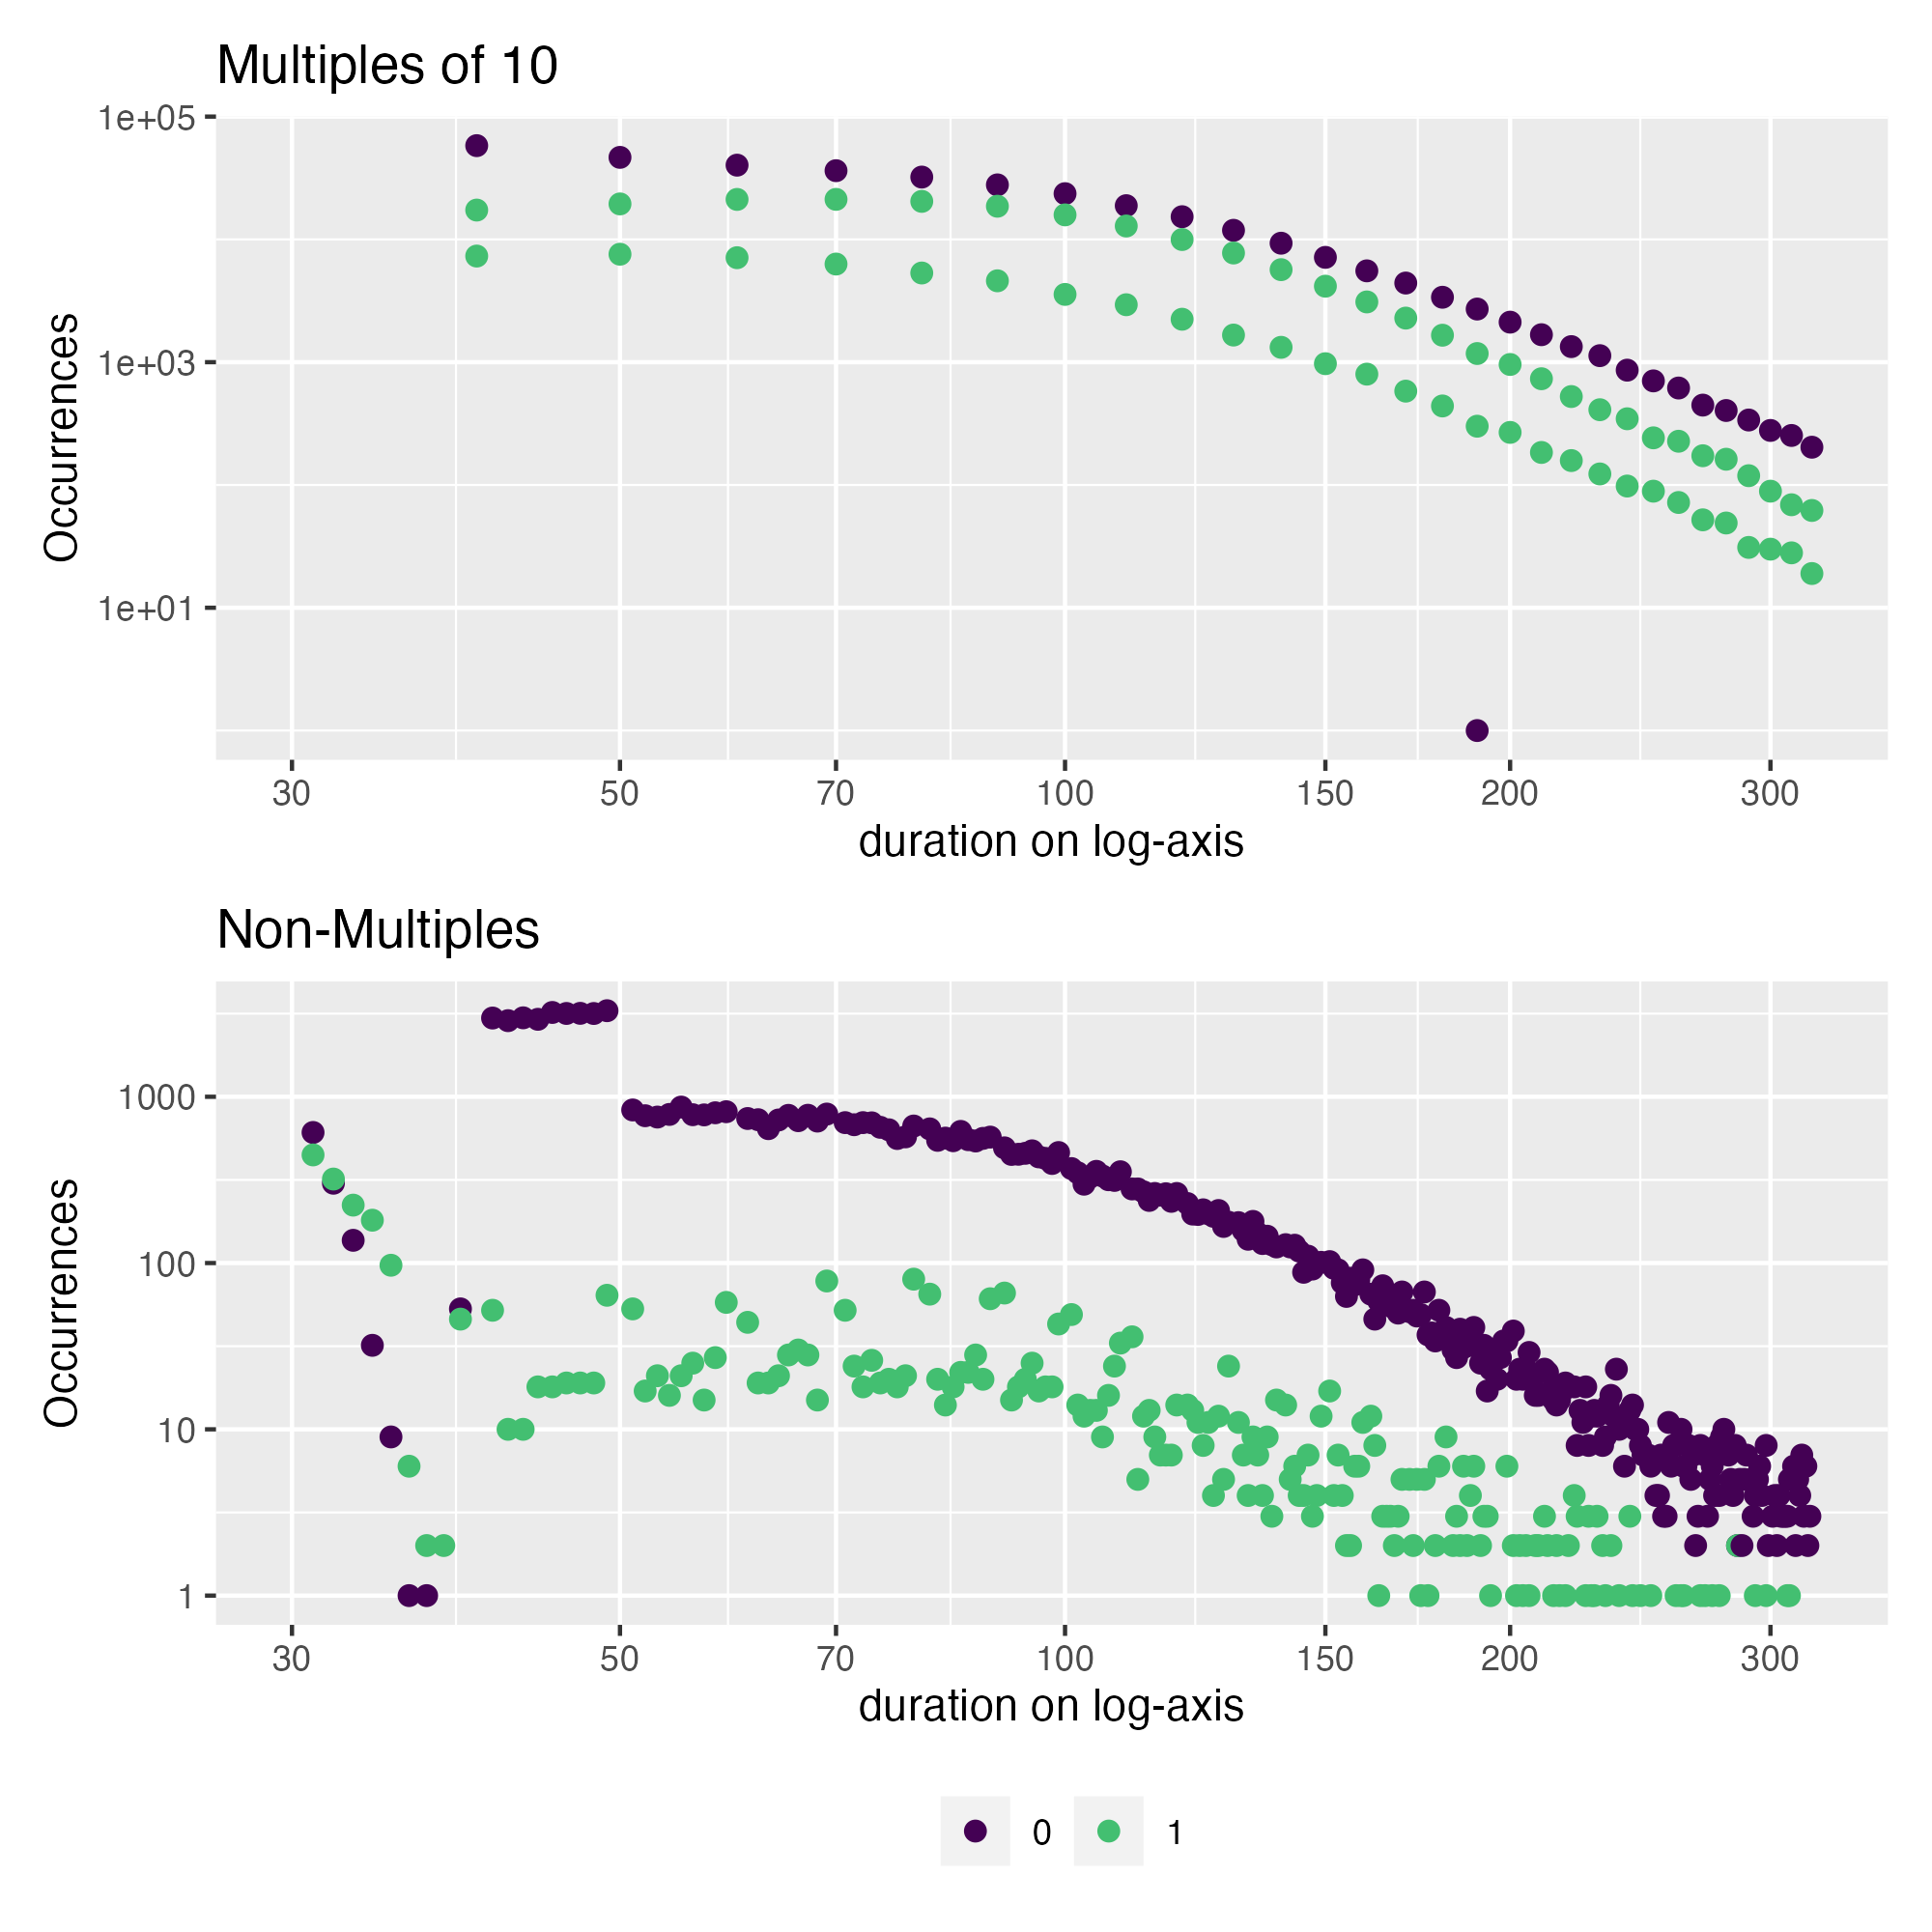 Multiples of 10
1e+05
1e+03
1e+01
Occurrences
30 50 70 100 150 200 300
duration on log-axis
Non-Multiples
1000
100
10
1
Occurrences
30 50 70 100 150 200 300
duration on log-axis
0 1